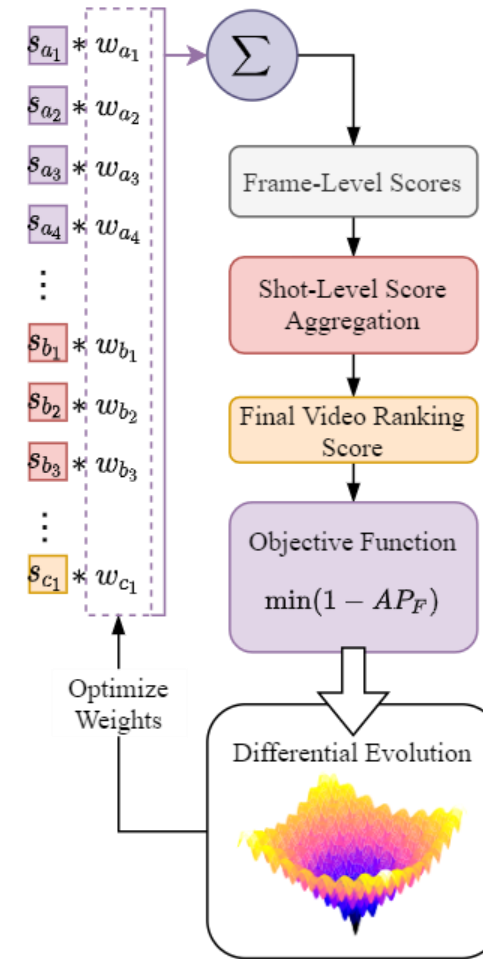 s_{a_1} * w_{a_1}
s_{a_2} * w_{a_2}
s_{a_3} * w_{a_3}
s_{a_4} * w_{a_4}
⋮
s_{b_1} * w_{b_1}
s_{b_2} * w_{b_2}
s_{b_3} * w_{b_3}
⋮
s_{c_1} * w_{c_1}
Optimize
Weights
Σ
Frame-Level Scores
Shot-Level Score
Aggregation
Final Video Ranking
Score
Objective Function
min(1 − AP_F)
Differential Evolution